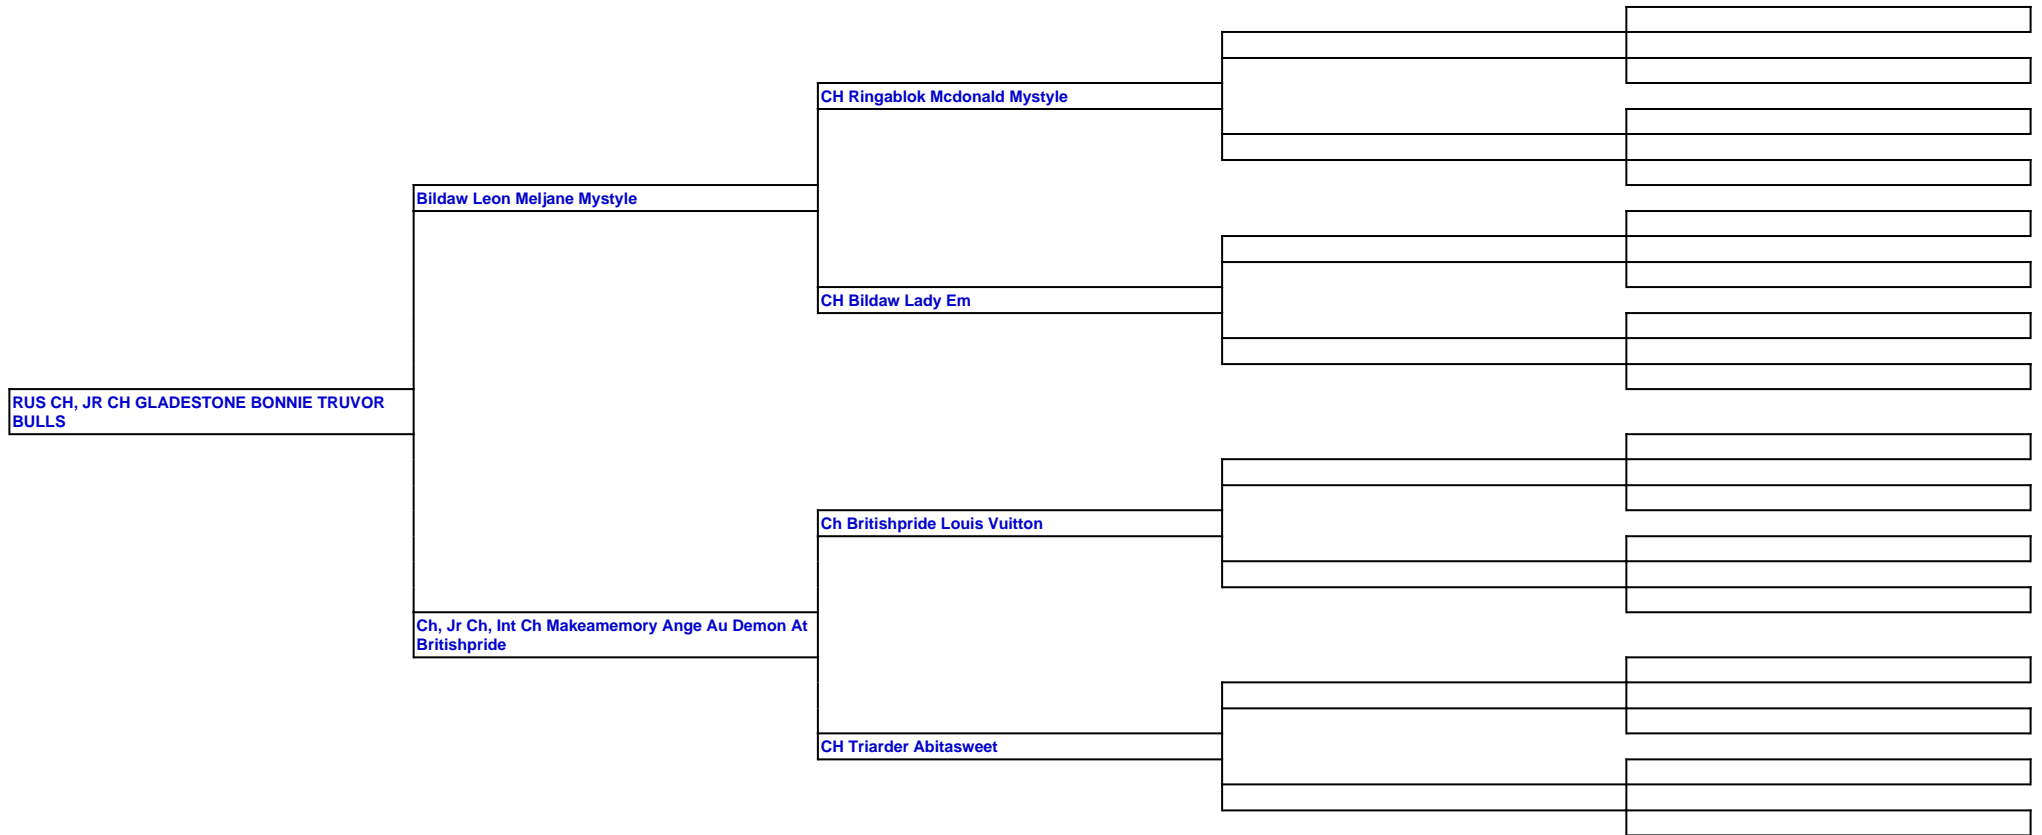 CH Ringablok Mcdonald Mystyle
Bildaw Leon Meljane Mystyle
CH Bildaw Lady Em
RUS CH, JR CH GLADESTONE BONNIE TRUVOR
BULLS
Ch Britishpride Louis Vuitton
Ch, Jr Ch, Int Ch Makeamemory Ange Au Demon At
Britishpride
CH Triarder Abitasweet